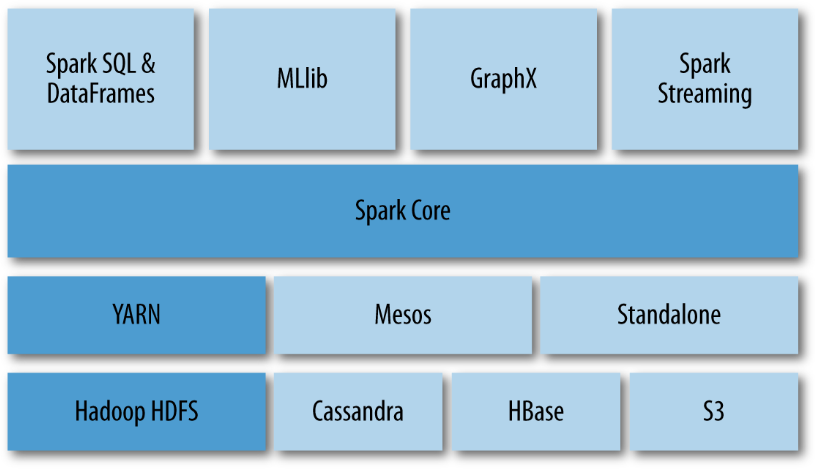 Spark SQL &
DataFrames
MLlib
GraphX
Spark
Streaming
Spark Core
YARN
Mesos
Standalone
Hadoop HDFS
Cassandra
HBase
S3